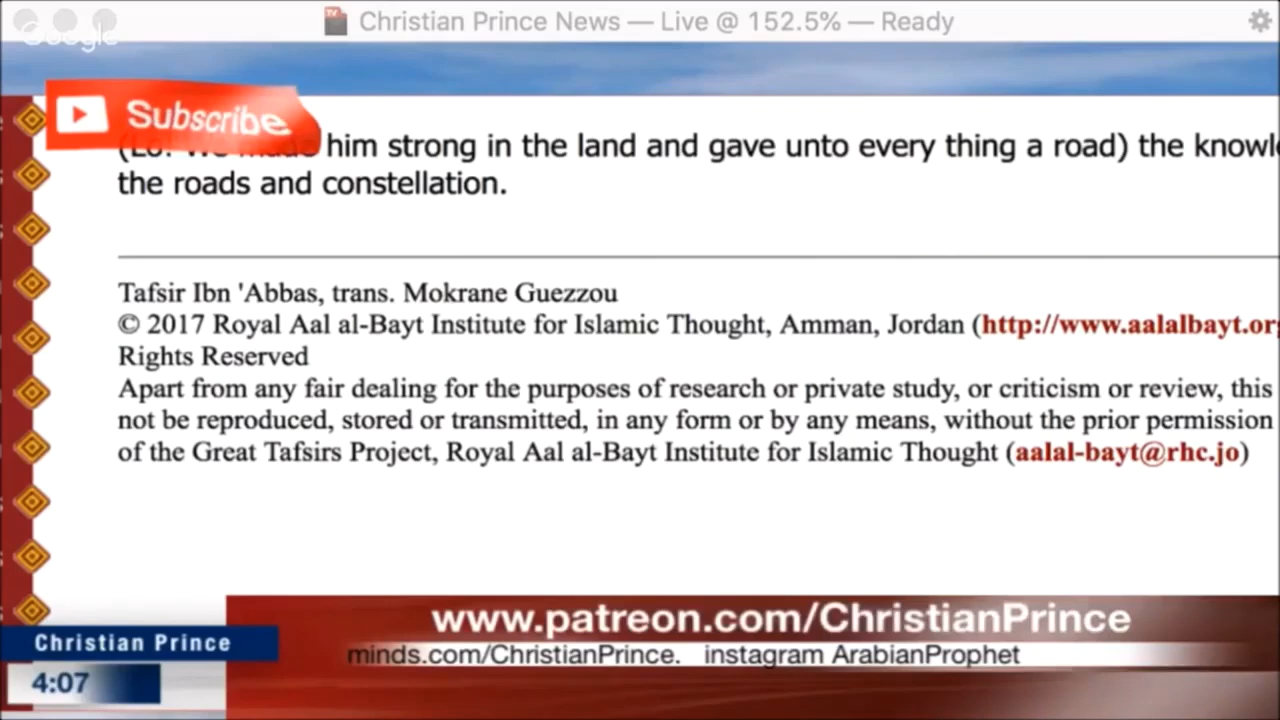 Christian Prince News — Live @ 152.5% — Ready
Google
Subscribe
him strong in the land and gave unto every thing a road) the
the roads and constellation.
Tafsir Ibn 'Abbas, trans. Mokrane Guezzou
© 2017 Royal Aal al-Bayt Institute for Islamic Thought, Amman, Jordan (http://www.aalalbayt.or
Rights Reserved
Apart from any fair dealing for the purposes of research or private study, or criticism or review, this
not be reproduced, stored or transmitted, in any form or by any means, without the prior permission
of the Great Tafsirs Project, Royal Aal al-Bayt Institute for Islamic Thought (aalal-bayt@rhc.jo)
www.patreon.com/ChristianPrince
Christian Prince
minds.com/ChristianPrince. instagram ArabianProphet
4:07